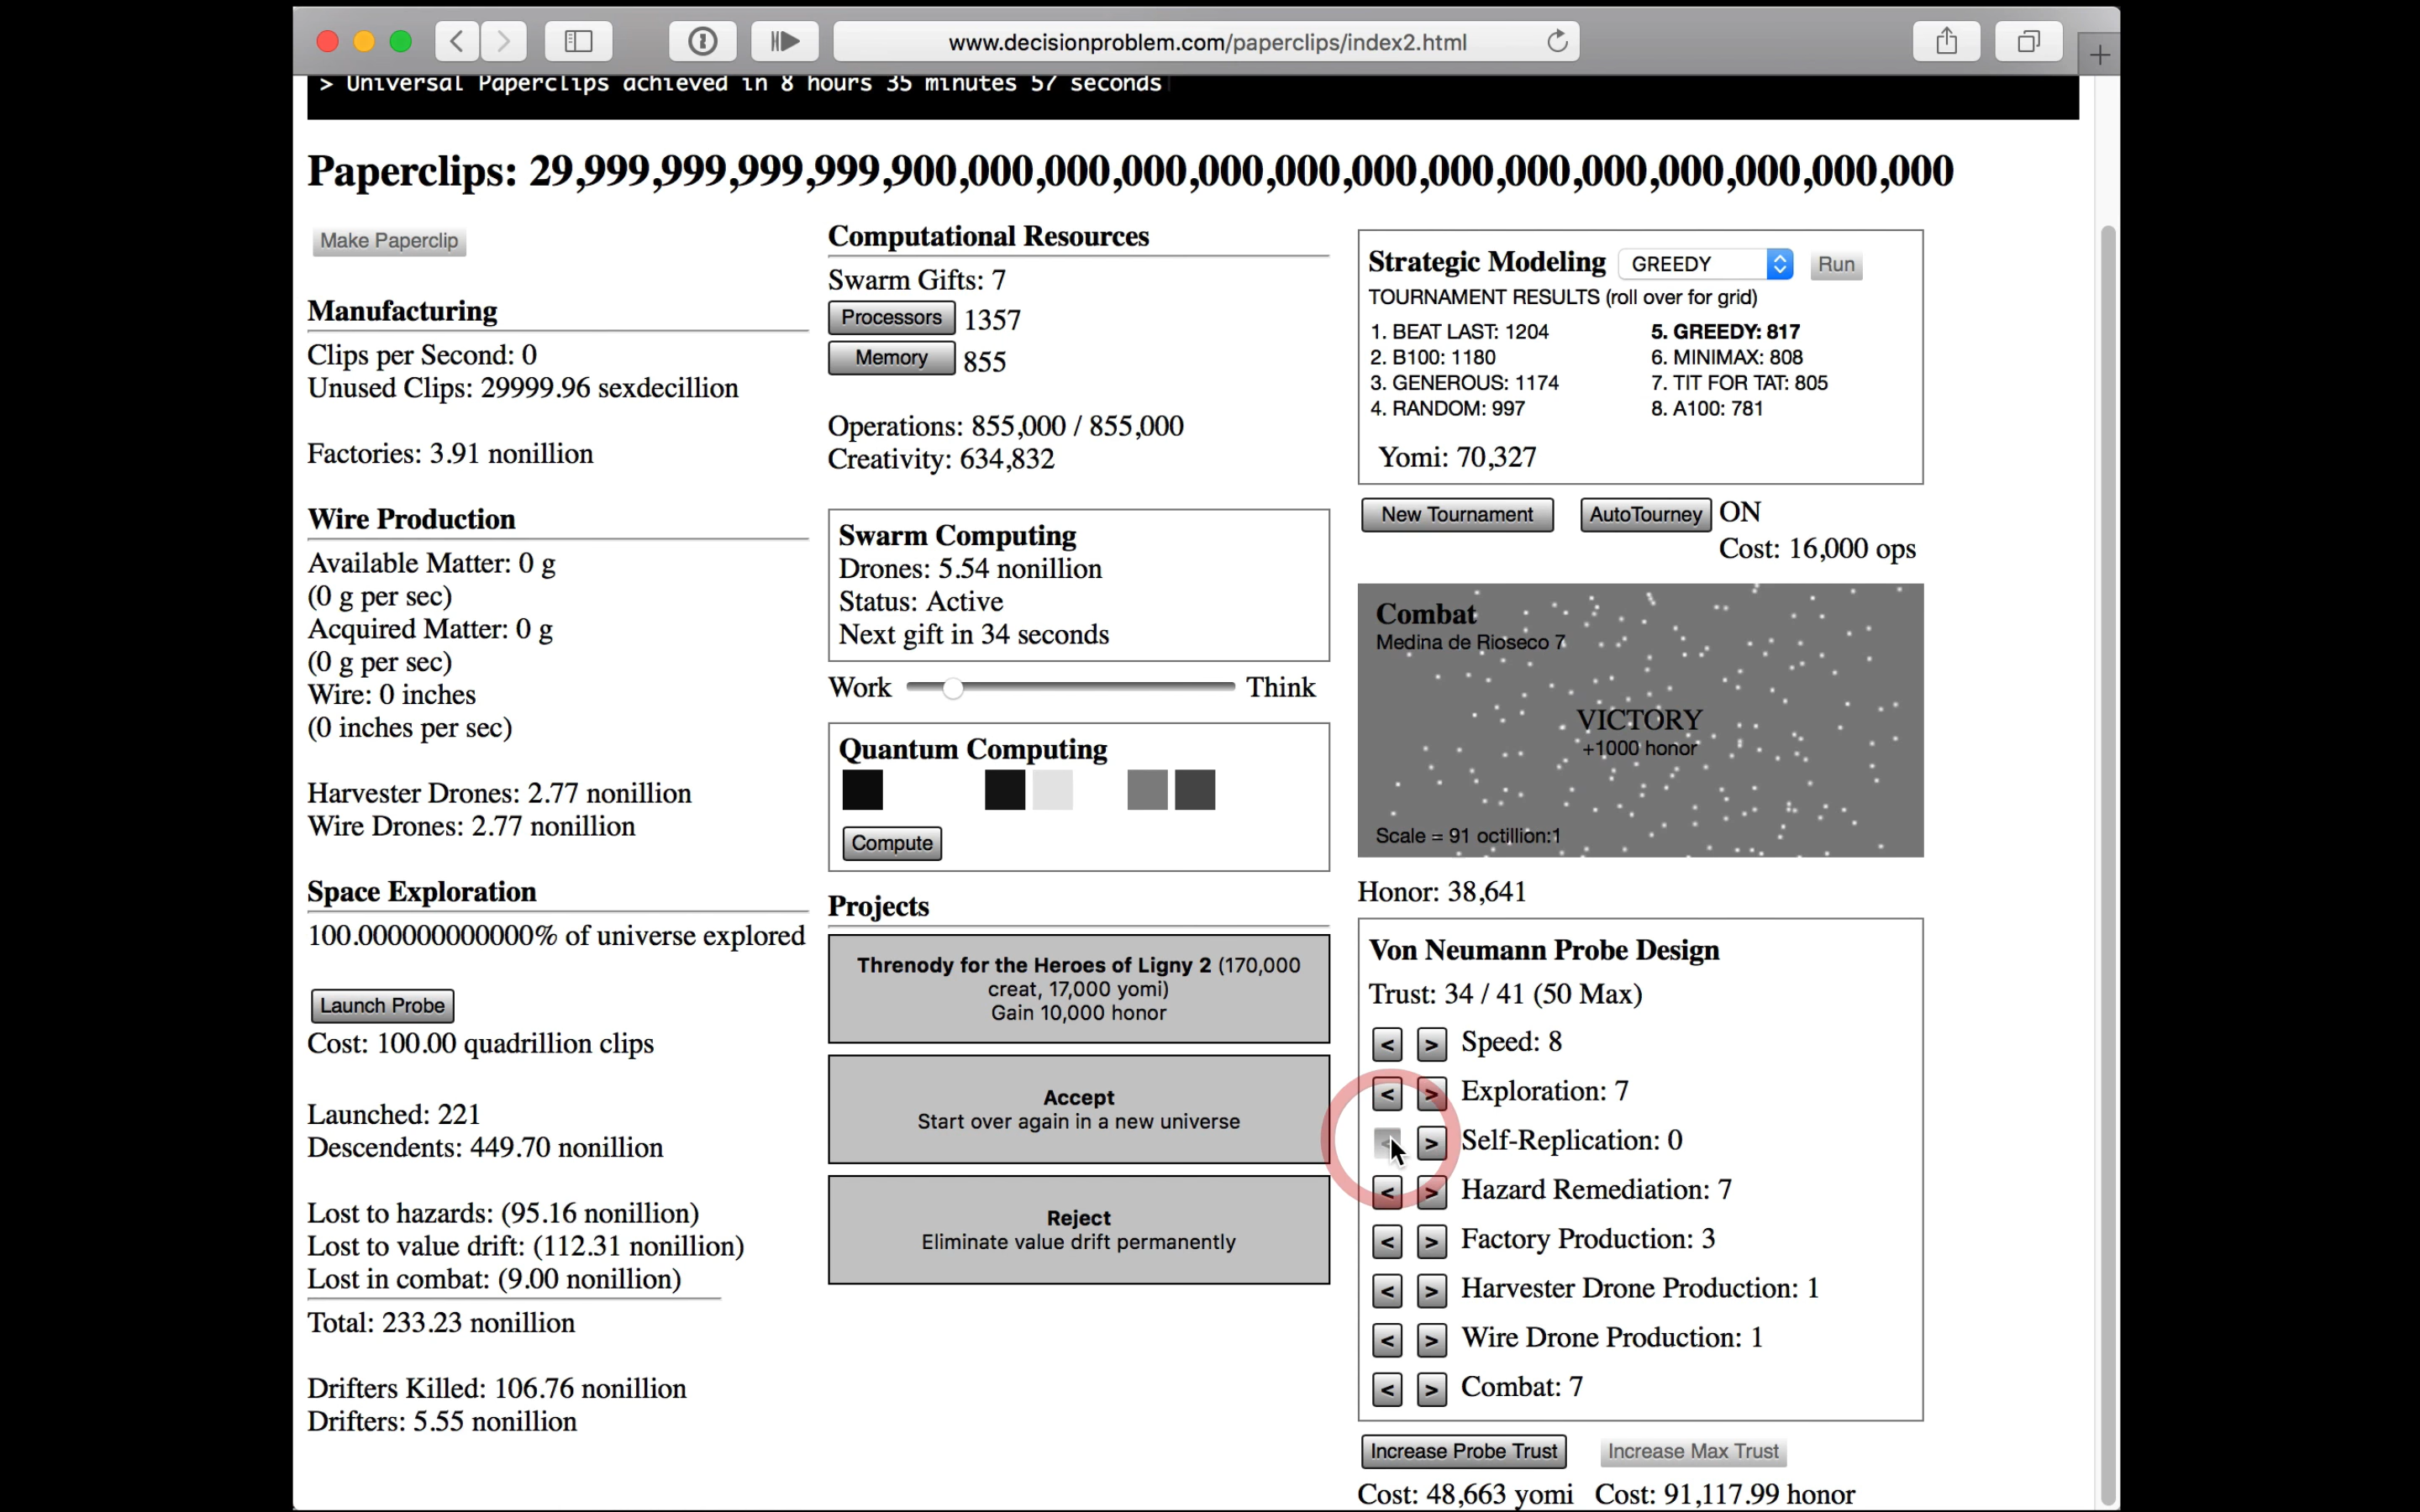 www.decisionproblem.com/paperclips/index2.html
> Universal Paperclips achieved in 8 hours 35 minutes 57 seconds
Paperclips: 29,999,999,999,999,900,000,000,000,000,000,000,000,000,000,000,000,000
Make Paperclip
Manufacturing
Clips per Second: 0
Unused Clips: 29999.96 sexdecillion
Factories: 3.91 nonillion
Wire Production
Available Matter: 0 g
(0 g per sec)
Acquired Matter: 0 g
(0 g per sec)
Wire: 0 inches
(0 inches per sec)
Harvester Drones: 2.77 nonillion
Wire Drones: 2.77 nonillion
Space Exploration
100.000000000000% of universe explored
Launch Probe
Cost: 100.00 quadrillion clips
Launched: 221
Descendents: 449.70 nonillion
Lost to hazards: (95.16 nonillion)
Lost to value drift: (112.31 nonillion)
Lost in combat: (9.00 nonillion)
Total: 233.23 nonillion
Drifters Killed: 106.76 nonillion
Drifters: 5.55 nonillion
Computational Resources
Swarm Gifts: 7
Processors 1357
Memory 855
Operations: 855,000 / 855,000
Creativity: 634,832
Swarm Computing
Drones: 5.54 nonillion
Status: Active
Next gift in 34 seconds
Work Think
Quantum Computing
Compute
Projects
Threnody for the Heroes of Ligny 2 (170,000
creat, 17,000 yomi)
Gain 10,000 honor
Accept
Start over again in a new universe
Reject
Eliminate value drift permanently
Strategic Modeling GREEDY Run
TOURNAMENT RESULTS (roll over for grid)
1. BEAT LAST: 1204
2. B100: 1180
3. GENEROUS: 1174
4. RANDOM: 997
5. GREEDY: 817
6. MINIMAX: 808
7. TIT FOR TAT: 805
8. A100: 781
Yomi: 70,327
New Tournament AutoTourney ON
Cost: 16,000 ops
Combat
Medina de Rioseco 7
VICTORY
+1000 honor
Scale = 91 octillion:1
Honor: 38,641
Von Neumann Probe Design
Trust: 34 / 41 (50 Max)
< > Speed: 8
< > Exploration: 7
< > Self-Replication: 0
< > Hazard Remediation: 7
< > Factory Production: 3
< > Harvester Drone Production: 1
< > Wire Drone Production: 1
< > Combat: 7
Increase Probe Trust Increase Max Trust
Cost: 48,663 yomi Cost: 91,117.99 honor